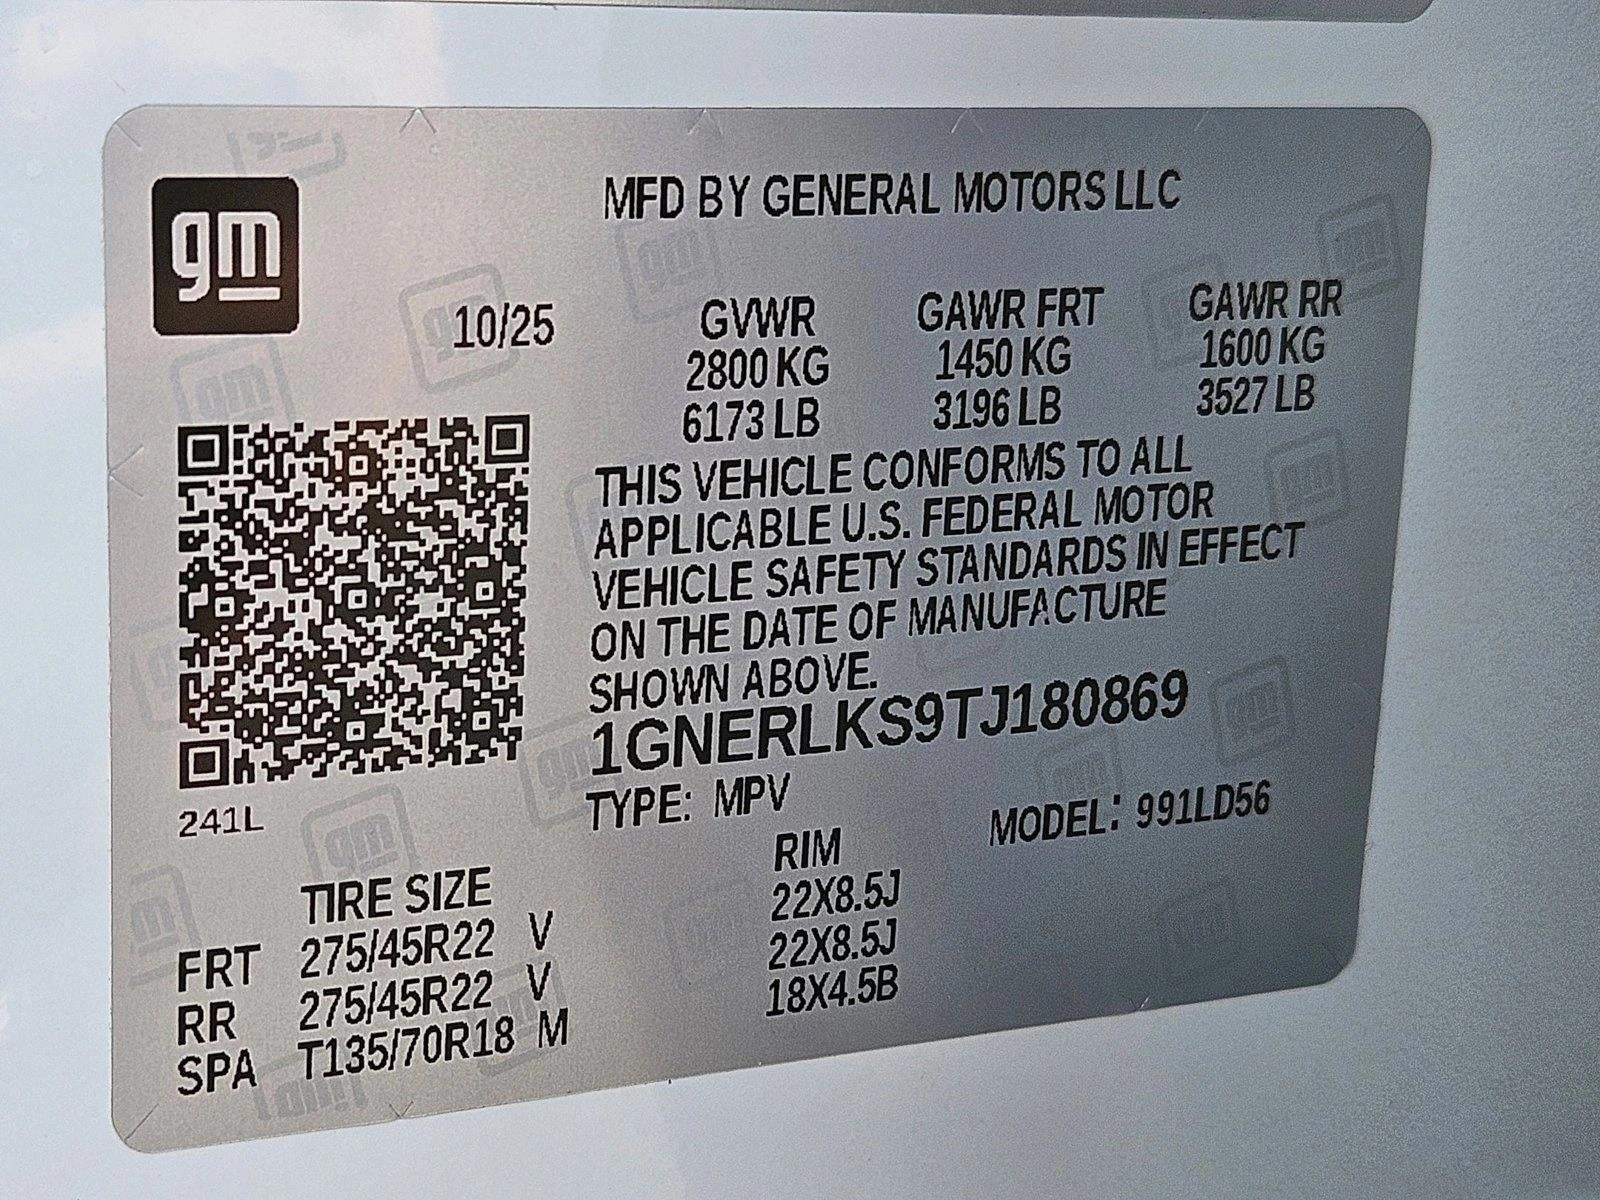 gm
MFD BY GENERAL MOTORS LLC
10/25
GVWR GAWR FRT GAWR RR
2800 KG 1450 KG 1600 KG
6173 LB 3196 LB 3527 LB
THIS VEHICLE CONFORMS TO ALL
APPLICABLE U.S. FEDERAL MOTOR
VEHICLE SAFETY STANDARDS IN EFFECT
ON THE DATE OF MANUFACTURE
SHOWN ABOVE.
1GNERLKS9TJ180869
TYPE: MPV MODEL: 991LD56
241L
TIRE SIZE RIM
FRT 275/45R22 V 22X8.5J
RR 275/45R22 V 22X8.5J
SPA T135/70R18 M 18X4.5B